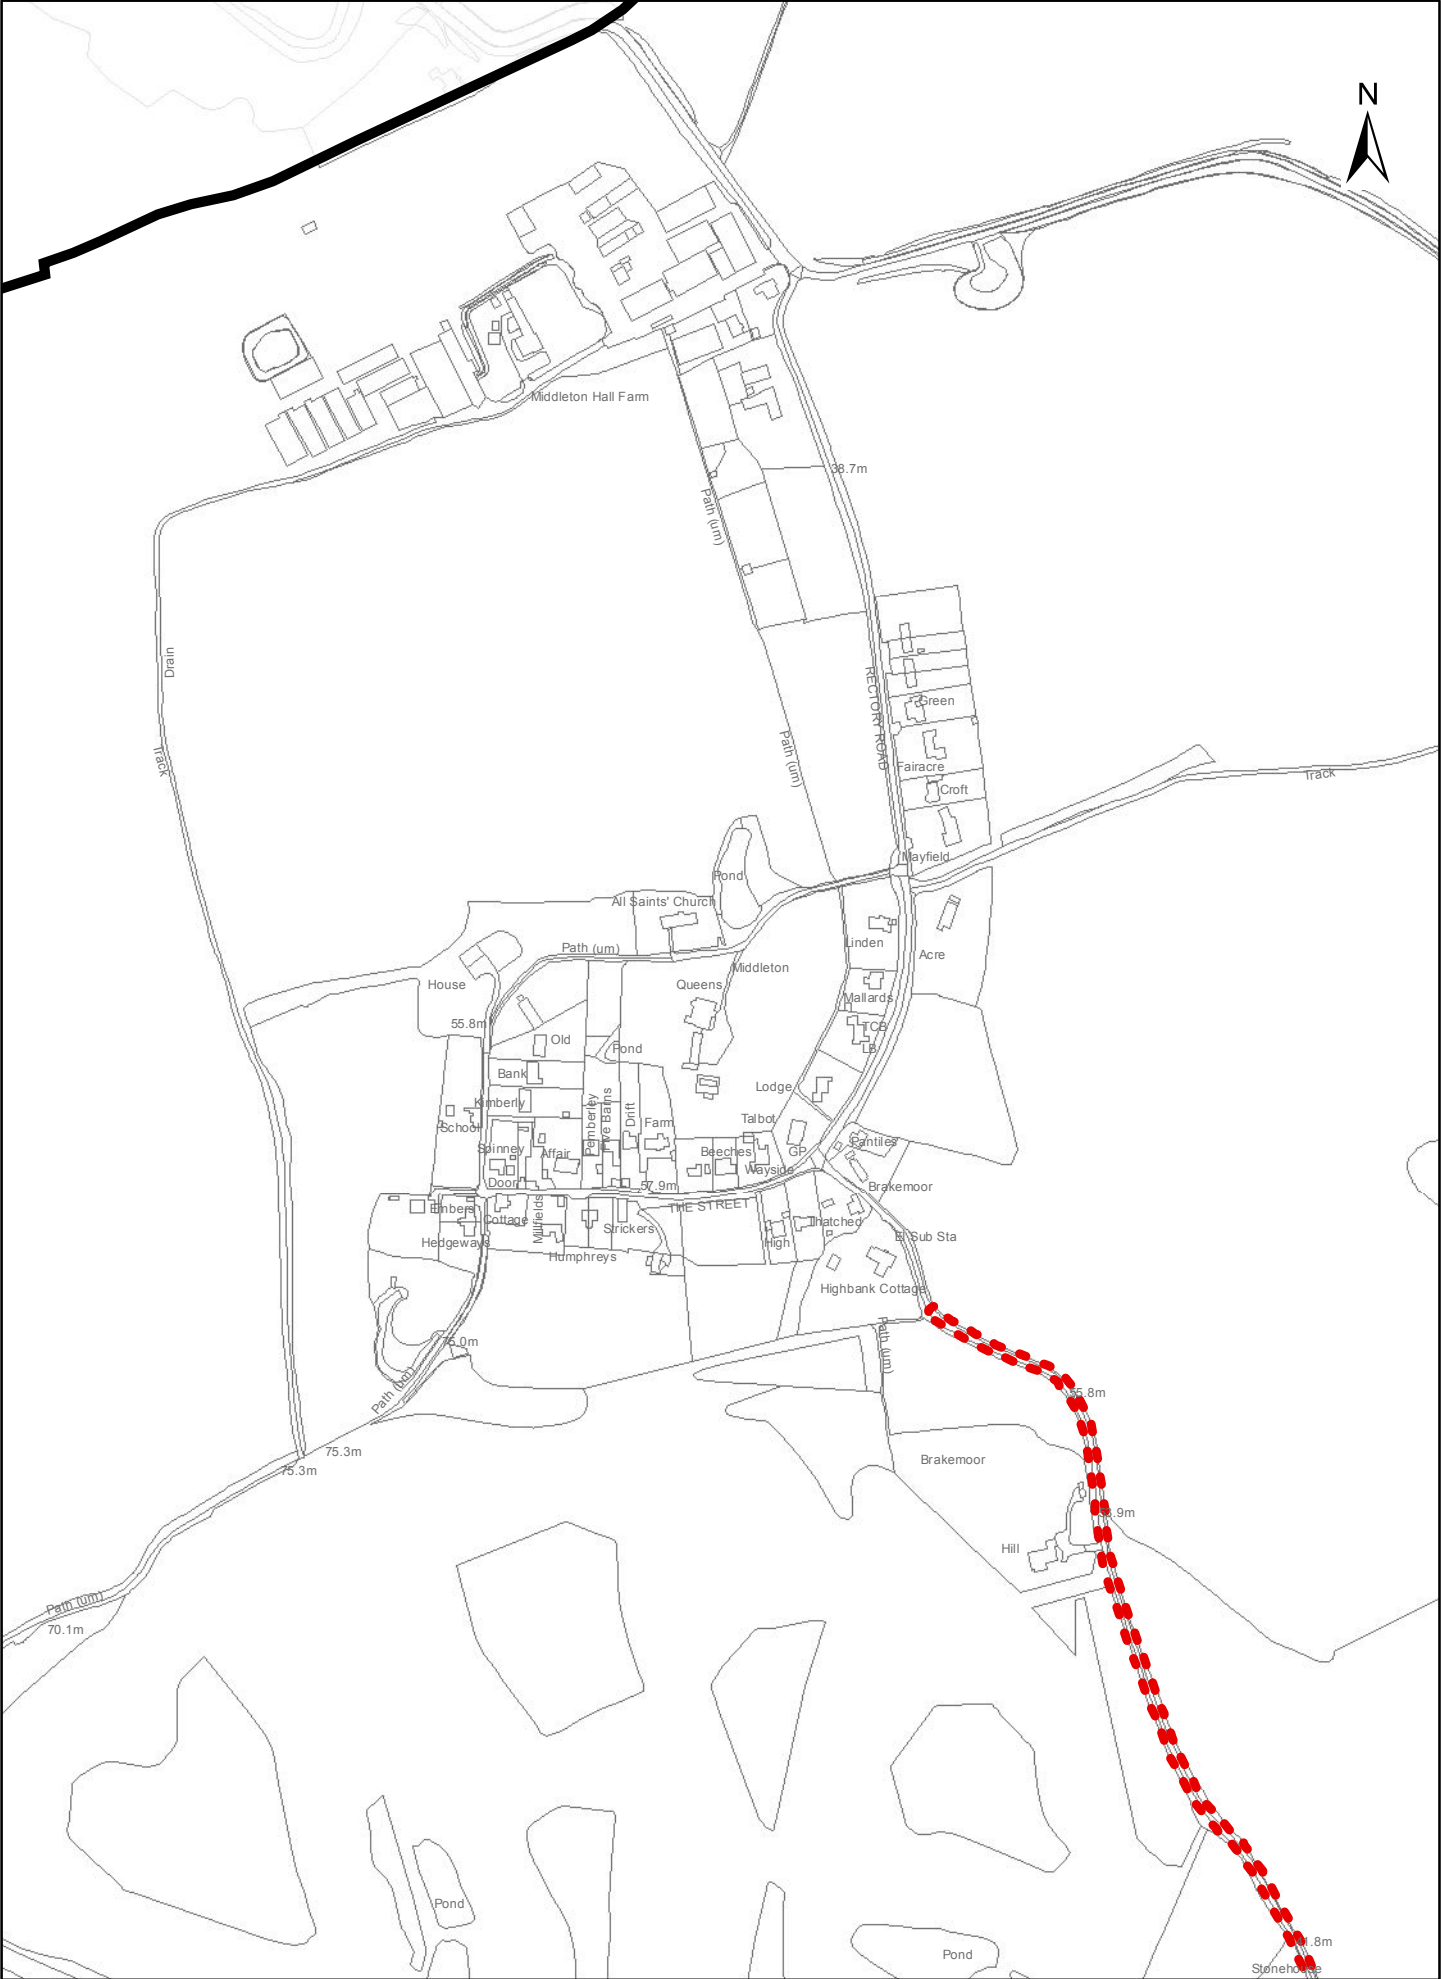 N
Middleton Hall Farm
38.7m
Path (um)
Drain
RECTORY ROAD
Green
Track
Path (um)
Fairacre
Track
Croft
Mayfield
Pond
All Saints' Church
Linden
Path (um)
Acre
Middleton
House
Queens
Mallards
55.8m
TCB
Old
Pond
LB
Bank
Lodge
Kimberly
Pemberley
Five Barns
Drift
Talbot
School
Farm
Pantiles
Spinney
Affair
Beeches
GP
Wayside
Door
57.9m
Brakemoor
Embers
THE STREET
Cottage
Millfields
Strickers
Thatched
Hedgeways
High
El Sub Sta
Humphreys
Highbank Cottage
75.0m
Path (um)
Path (um)
55.8m
75.3m
75.3m
Brakemoor
Hill
Path (um)
70.1m
Pond
Pond
Stonehouse